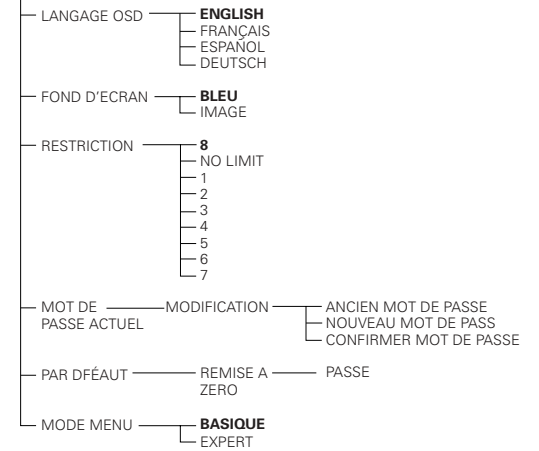 LANGAGE OSD ENGLISH
FRANÇAIS
ESPAÑOL
DEUTSCH
FOND D'ECRAN BLEU
IMAGE
RESTRICTION 8
NO LIMIT
1
2
3
4
5
6
7
MOT DE MODIFICATION ANCIEN MOT DE PASSE
PASSE ACTUEL NOUVEAU MOT DE PASS
CONFIRMER MOT DE PASSE
PAR DFÉAUT REMISE A PASSE
ZERO
MODE MENU BASIQUE
EXPERT